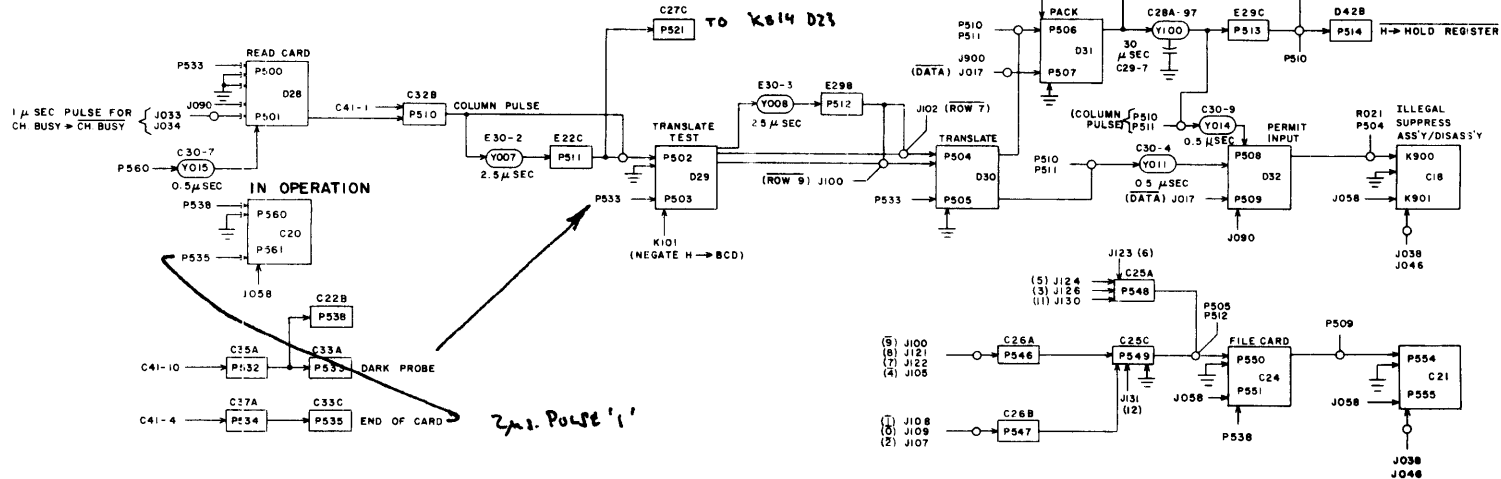 C27C
P521
TO K814 D23
PACK
P510
P511
P506
D31
J900
(DATA) J017
P507
C28A-97
Y100
30
μSEC
C29-7
E29C
P513
P510
D42B
P514
H→HOLD REGISTER
READ CARD
P533
P500
D28
J090
P501
1 μSEC PULSE FOR
CH. BUSY → CH. BUSY
J033
J034
P560
C30-7
Y015
0.5μSEC
C41-1
C32B
P510
COLUMN PULSE
E30-2
Y007
2.5μSEC
E22C
P511
TRANSLATE
TEST
P502
D29
P533
P503
K101
(NEGATE H→BCD)
E30-3
Y008
2.5 μSEC
E29B
P512
J102 (ROW 7)
(ROW 9) J100
TRANSLATE
P504
D30
P533
P505
P510
P511
C30-4
Y011
0.5 μSEC
(DATA) J017
(COLUMN
PULSE)
P510
P511
C30-9
Y014
0.5μSEC
PERMIT
INPUT
P508
D32
P509
J090
R021
P504
ILLEGAL
SUPPRESS
ASS'Y/DISASS'Y
K900
C18
J058
K901
J038
J046
IN OPERATION
P538
P560
C20
P561
P535
J058
C22B
P538
C41-10
C35A
P532
C33A
P533
DARK PROBE
C41-4
C37A
P534
C33C
P535
END OF CARD
2μs. PULSE '1'
J123 (6)
(5) J124
(3) J126
(11) J130
C25A
P548
P505
P512
(9) J100
(8) J121
(7) J122
(4) J105
C26A
P546
C25C
P549
J131
(12)
(1) J108
(0) J109
(2) J107
C26B
P547
FILE CARD
P550
C24
P551
J058
P538
P509
P554
C21
J058
P555
J038
J046